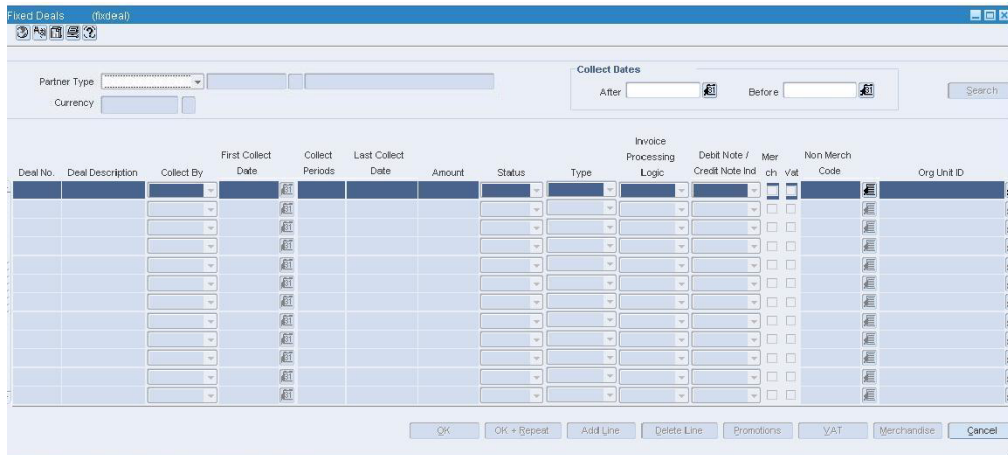 Fixed Deals (fixdeal)
Partner Type
Currency
Collect Dates
After
Before
Search
Deal No. Deal Description Collect By First Collect Date Collect Periods Last Collect Date Amount Status Type Invoice Processing Logic Debit Note / Credit Note Ind Mer ch Vat Non Merch Code Org Unit ID
OK OK + Repeat Add Line Delete Line Promotions VAT Merchandise Cancel